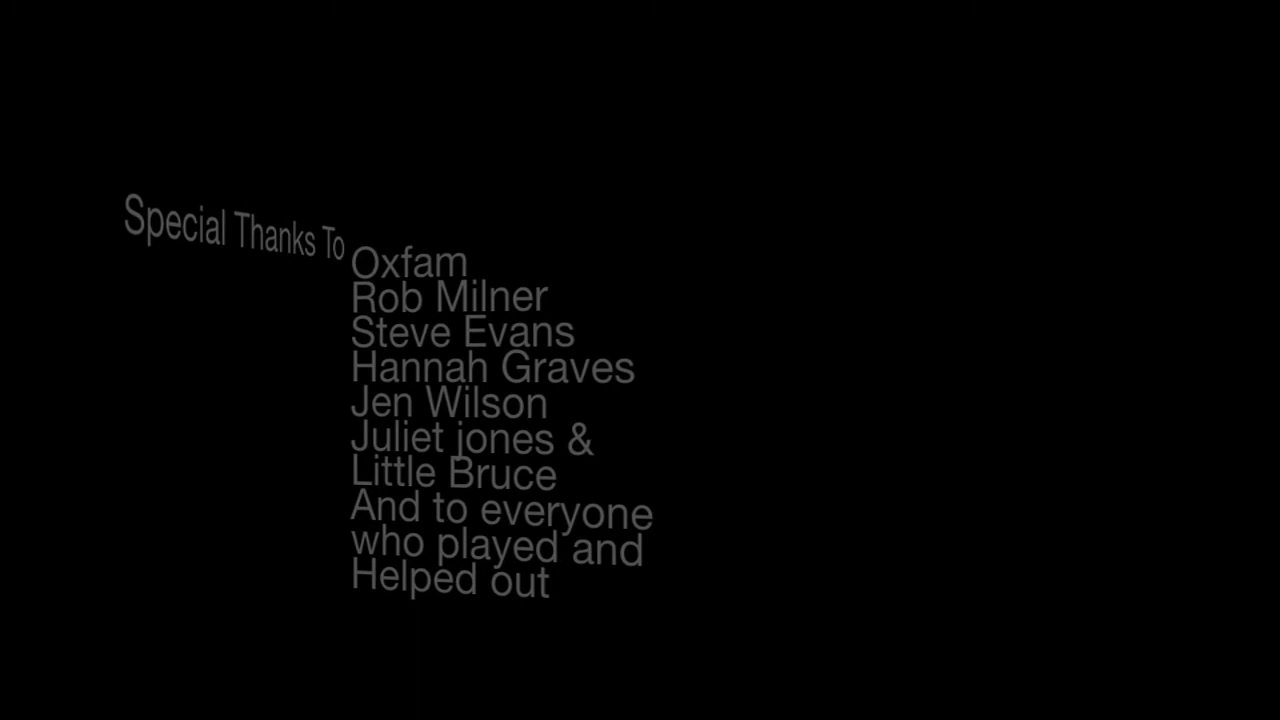 Special Thanks To
Oxfam
Rob Milner
Steve Evans
Hannah Graves
Jen Wilson
Juliet jones &
Little Bruce
And to everyone
who played and
Helped out